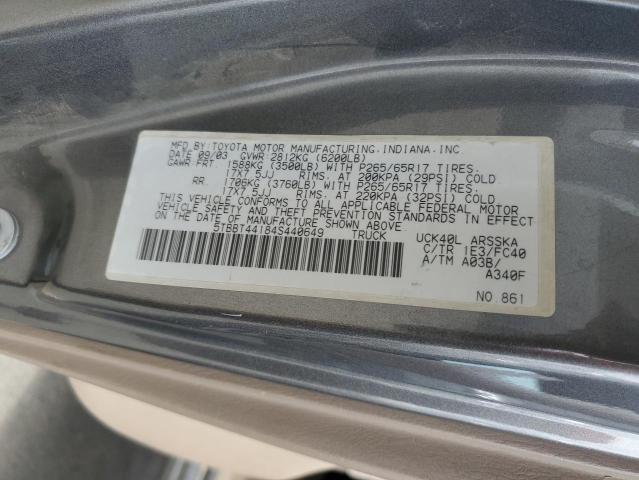 MFD.BY:TOYOTA MOTOR MANUFACTURING.INDIANA.INC
DATE 09/03 GVWR:2812KG (6200LB)
GAWR:FRT. 1588KG (3500LB) WITH P265/65R17 TIRES.
17X7.5JJ RIMS. AT 200KPA (29PSI) COLD
RR. 1706KG (3760LB) WITH P265/65R17 TIRES.
17X7.5JJ RIMS. AT 220KPA (32PSI) COLD
THIS VEHICLE CONFORMS TO ALL APPLICABLE FEDERAL MOTOR
VEHICLE SAFETY AND THEFT PREVENTION STANDARDS IN EFFECT
ON THE DATE OF MANUFACTURE SHOWN ABOVE.
5TBBT44184S440649 TRUCK
UCK40L ARSSKA
C/TR 1E3/FC40
A/TM A03B/
A340F
NO.861